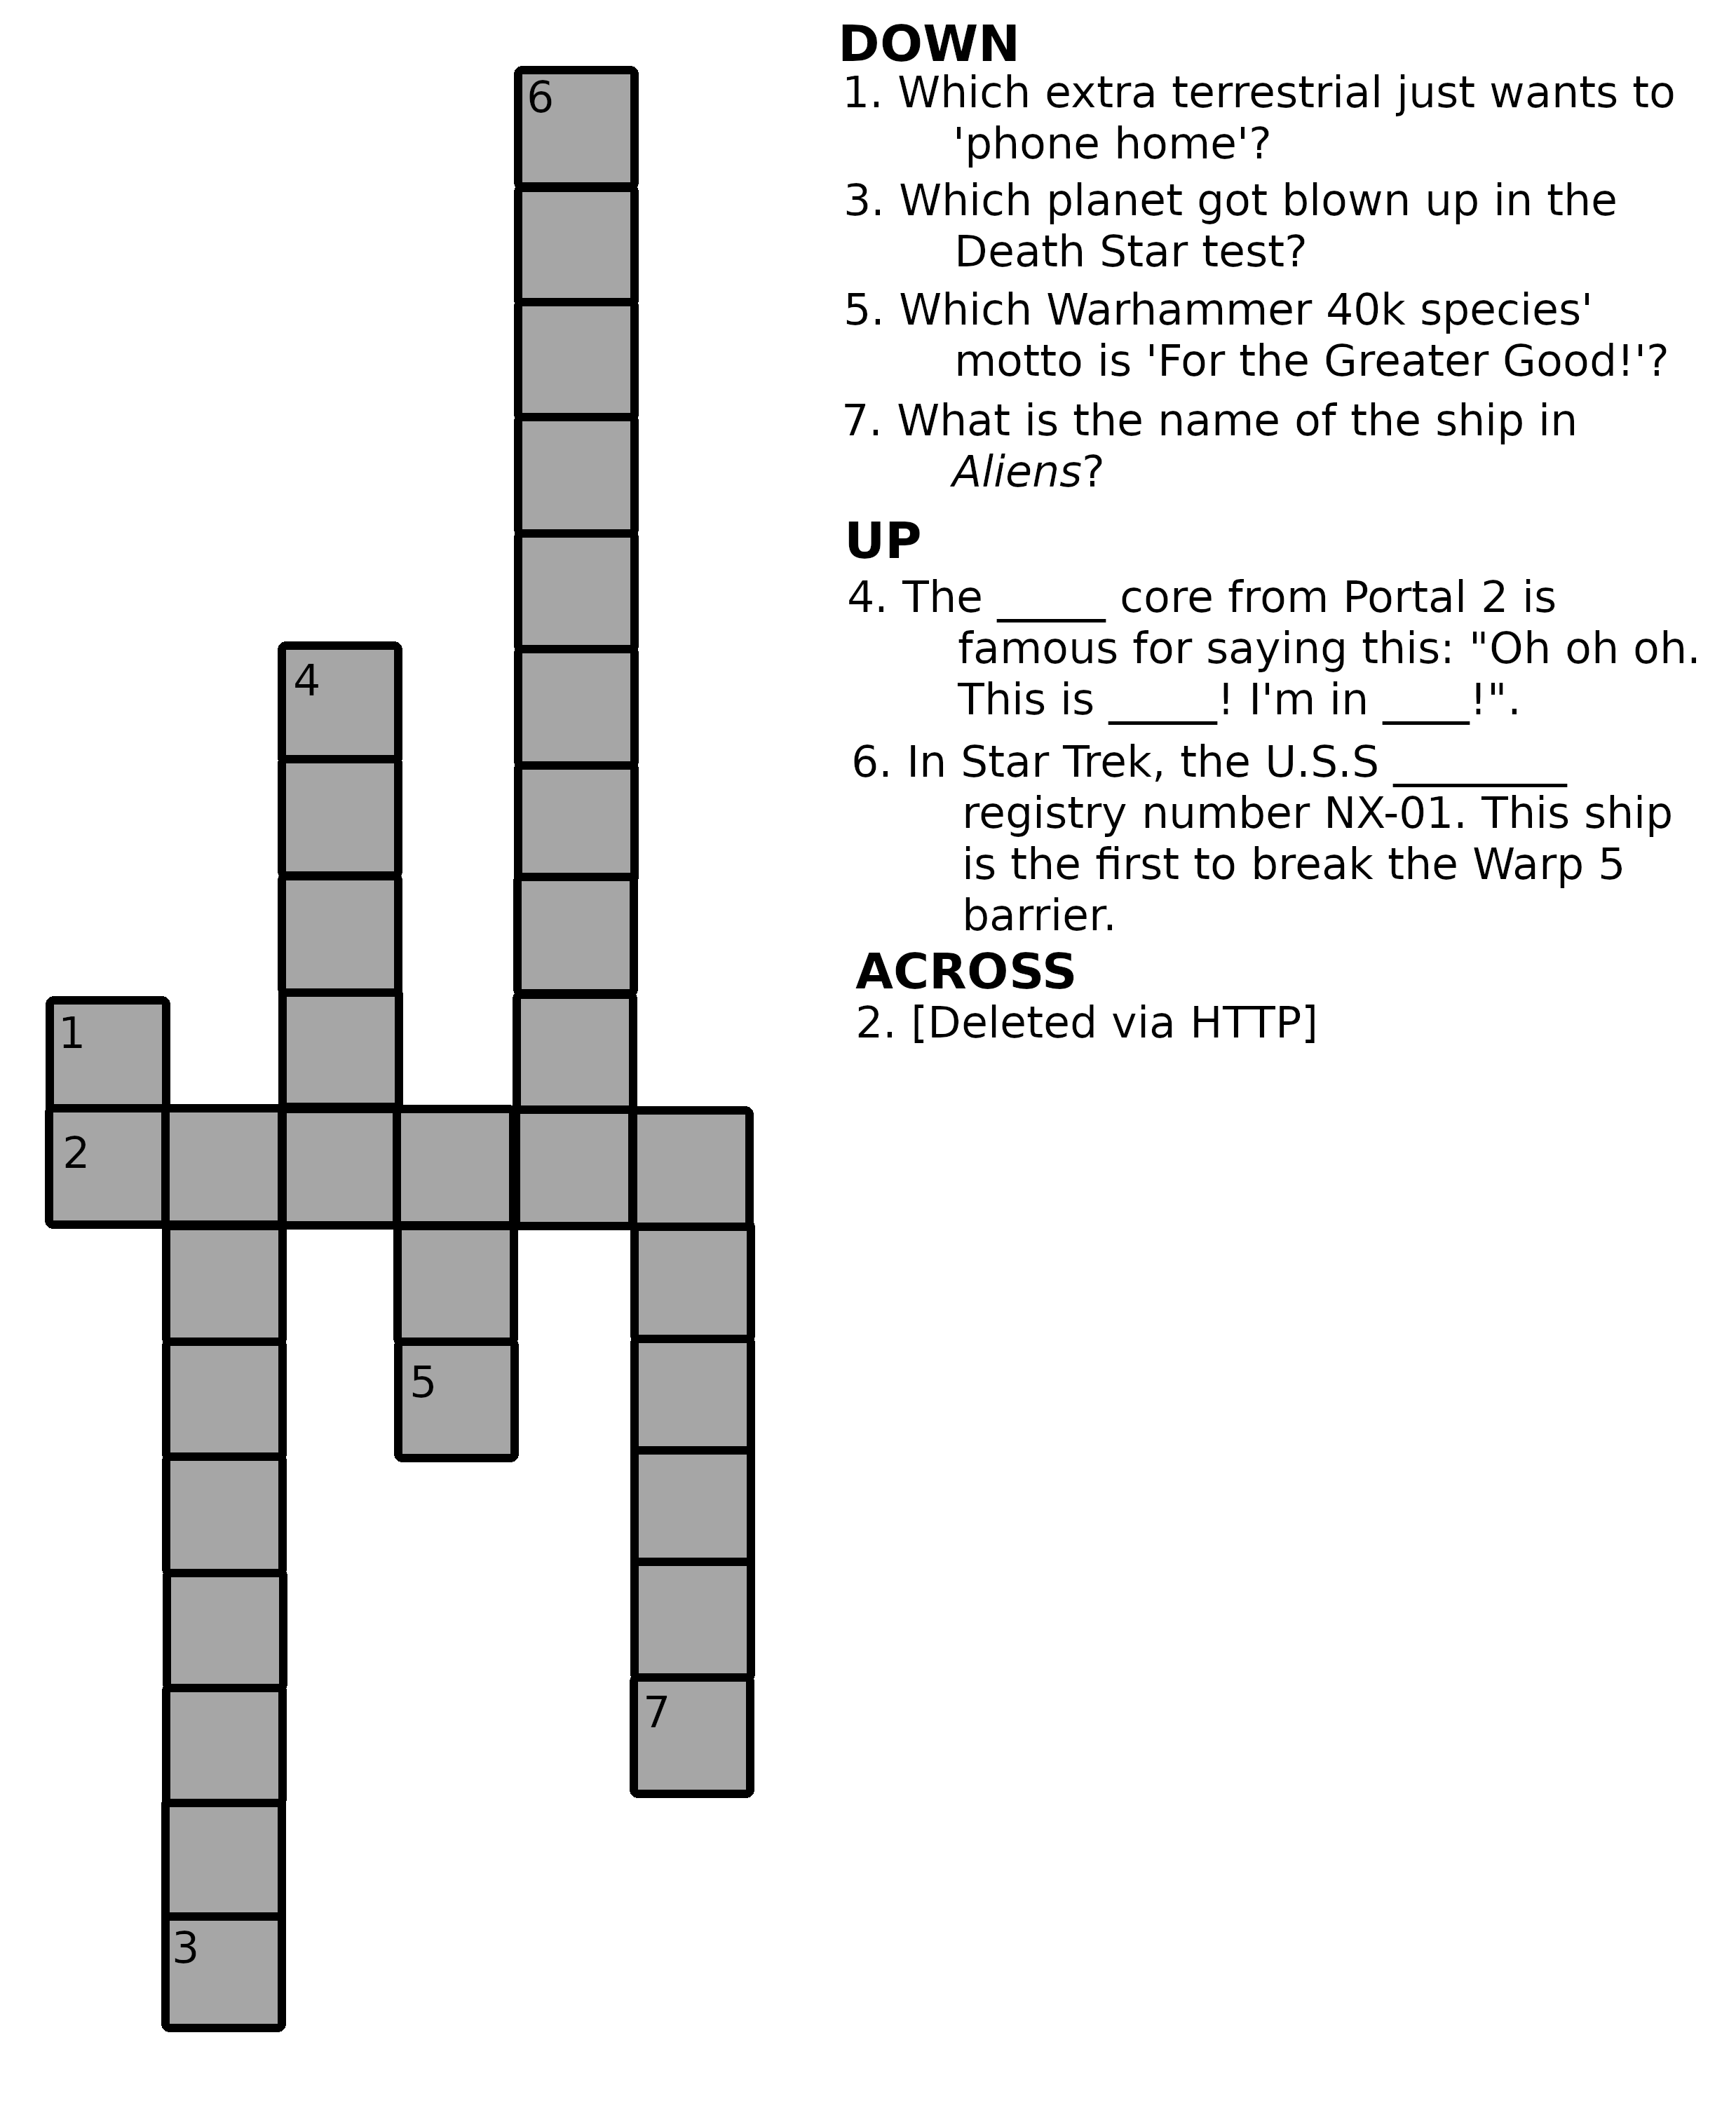 6
4
1
2
5
7
3
DOWN
1. Which extra terrestrial just wants to
'phone home'?
3. Which planet got blown up in the
Death Star test?
5. Which Warhammer 40k species'
motto is 'For the Greater Good!'?
7. What is the name of the ship in
Aliens?
UP
4. The _____ core from Portal 2 is
famous for saying this: "Oh oh oh.
This is _____! I'm in ____!".
6. In Star Trek, the U.S.S ________
registry number NX-01. This ship
is the first to break the Warp 5
barrier.
ACROSS
2. [Deleted via HTTP]